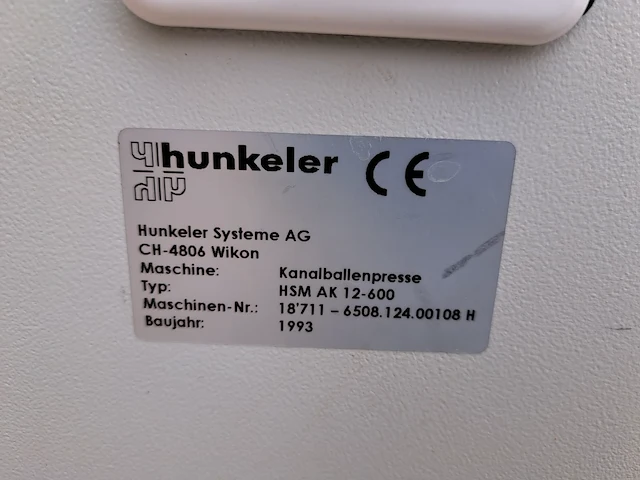 hunkeler CE
Hunkeler Systeme AG
CH-4806 Wikon
Maschine: Kanalballenpresse
Typ: HSM AK 12-600
Maschinen-Nr.: 18'711 – 6508.124.00108 H
Baujahr: 1993